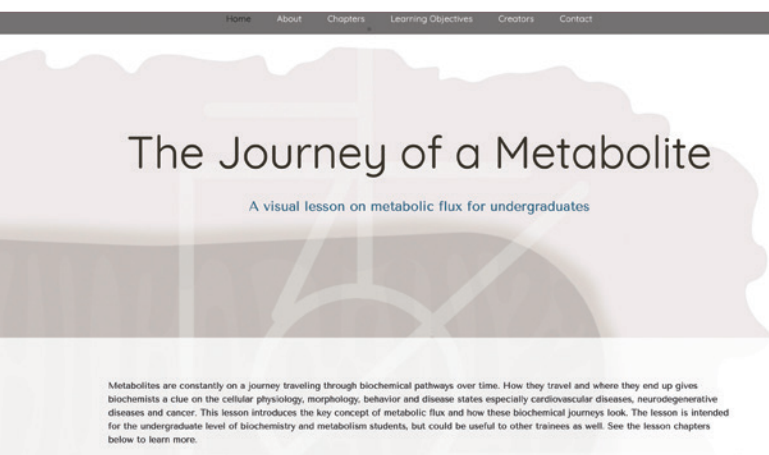 Home About Chapters Learning Objectives Creators Contact
The Journey of a Metabolite
A visual lesson on metabolic flux for undergraduates
Metabolites are constantly on a journey traveling through biochemical pathways over time. How they travel and where they end up gives
biochemists a clue on the cellular physiology, morphology, behavior and disease states especially cardiovascular diseases, neurodegenerative
diseases and cancer. This lesson introduces the key concept of metabolic flux and how these biochemical journeys look. The lesson is intended
for the undergraduate level of biochemistry and metabolism students, but could be useful to other trainees as well. See the lesson chapters
below to learn more.